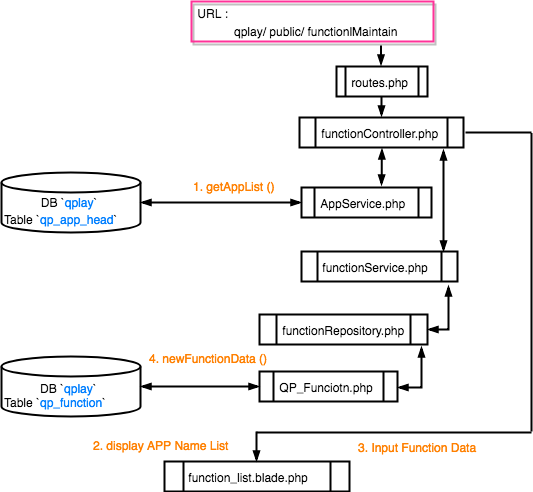 URL :
qplay/ public/ functionlMaintain
routes.php
functionController.php
1. getAppList ()
DB `qplay`
Table `qp_app_head`
AppService.php
functionService.php
functionRepository.php
4. newFunctionData ()
DB `qplay`
Table `qp_function`
QP_Funciotn.php
2. display APP Name List
3. Input Function Data
function_list.blade.php